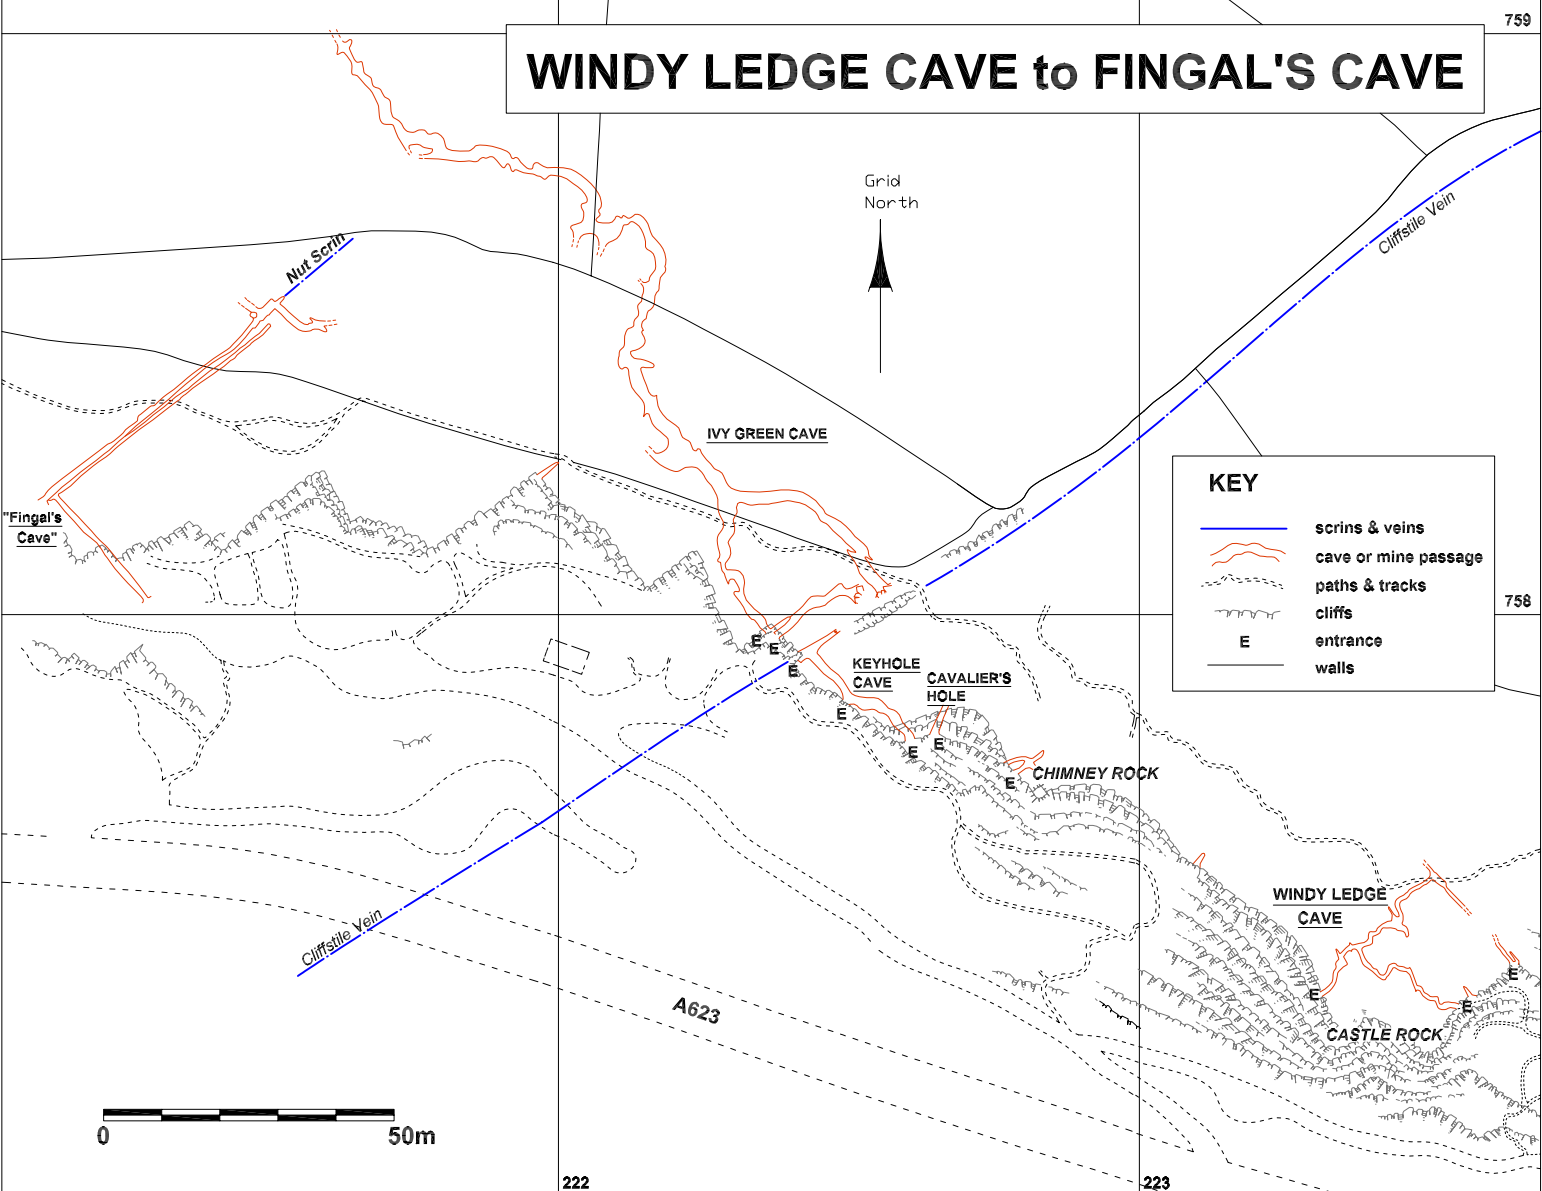 759
WINDY LEDGE CAVE to FINGAL'S CAVE
Grid
North
Cliffstile Vein
Nut Scrin
IVY GREEN CAVE
KEY
scrins & veins
cave or mine passage
paths & tracks
cliffs
E entrance
walls
"Fingal's
Cave"
758
E
E
E
KEYHOLE
CAVE
CAVALIER'S
HOLE
E
E
E
E
CHIMNEY ROCK
WINDY LEDGE
CAVE
Cliffstile Vein
E
E
E
A623
CASTLE ROCK
0 50m
222
223